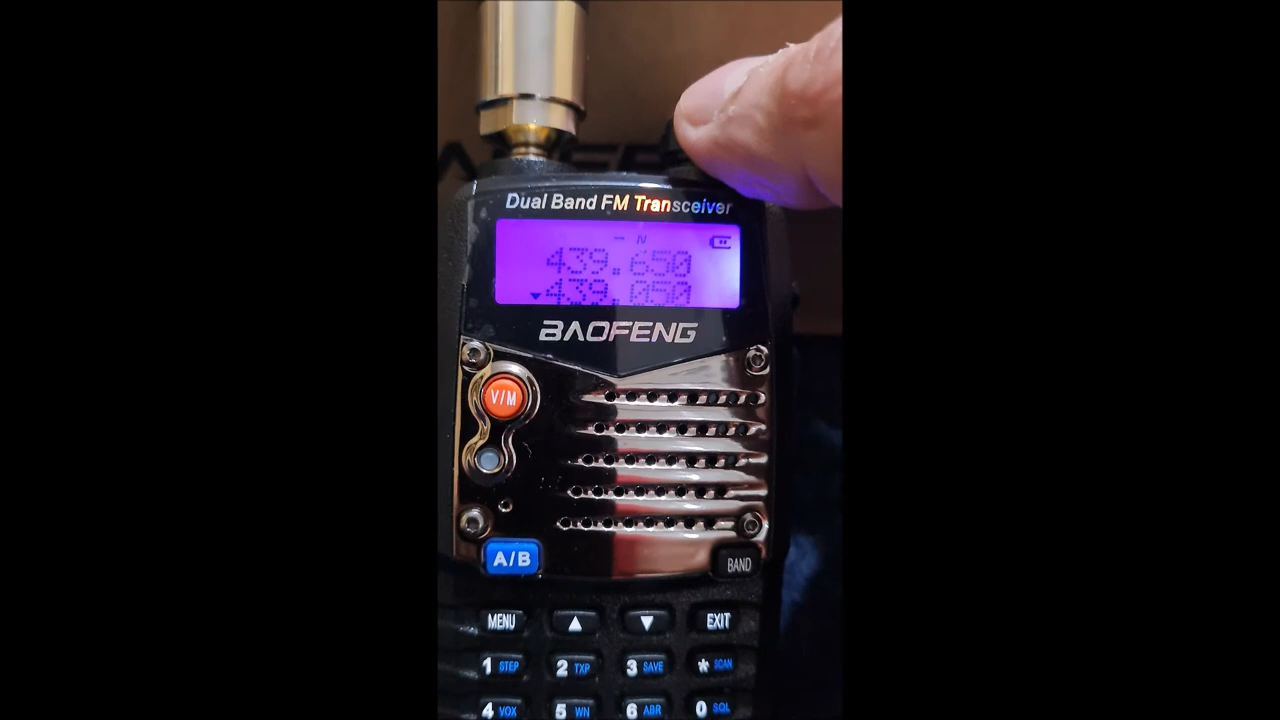 Dual Band FM Transceiver
- N
439.650
439.050
BAOFENG
V/M
A/B
BAND
MENU ▲ ▼ EXIT
1 STEP 2 TXP 3 SAVE * SCAN
4 VOX 5 WN 6 ABR 0 SQL